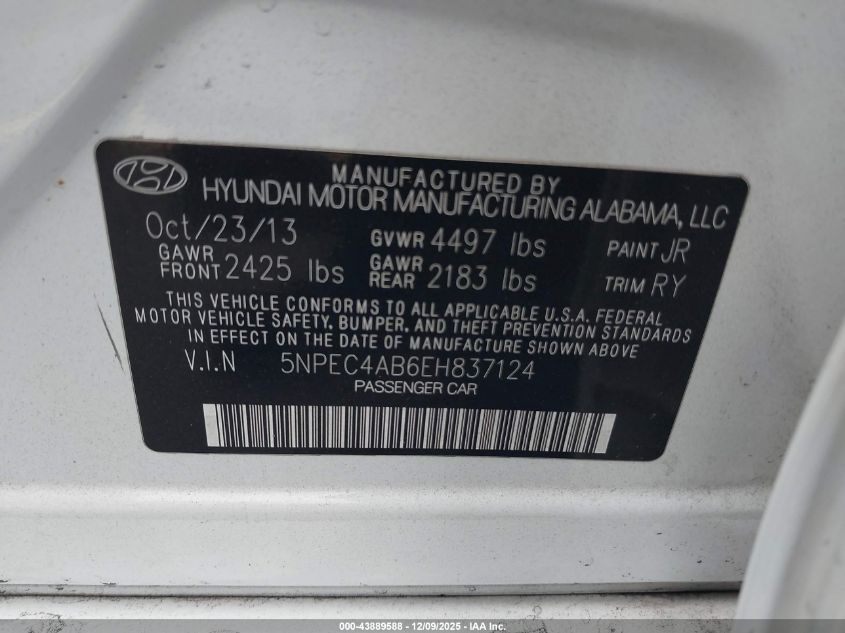 MANUFACTURED BY
HYUNDAI MOTOR MANUFACTURING ALABAMA, LLC
Oct/23/13 GVWR 4497 lbs PAINT JR
GAWR FRONT 2425 lbs GAWR REAR 2183 lbs TRIM RY
THIS VEHICLE CONFORMS TO ALL APPLICABLE U.S.A. FEDERAL
MOTOR VEHICLE SAFETY, BUMPER, AND THEFT PREVENTION STANDARDS
IN EFFECT ON THE DATE OF MANUFACTURE SHOWN ABOVE
V.I.N 5NPEC4AB6EH837124
PASSENGER CAR
000-43889588 - 12/09/2025 - IAA Inc.